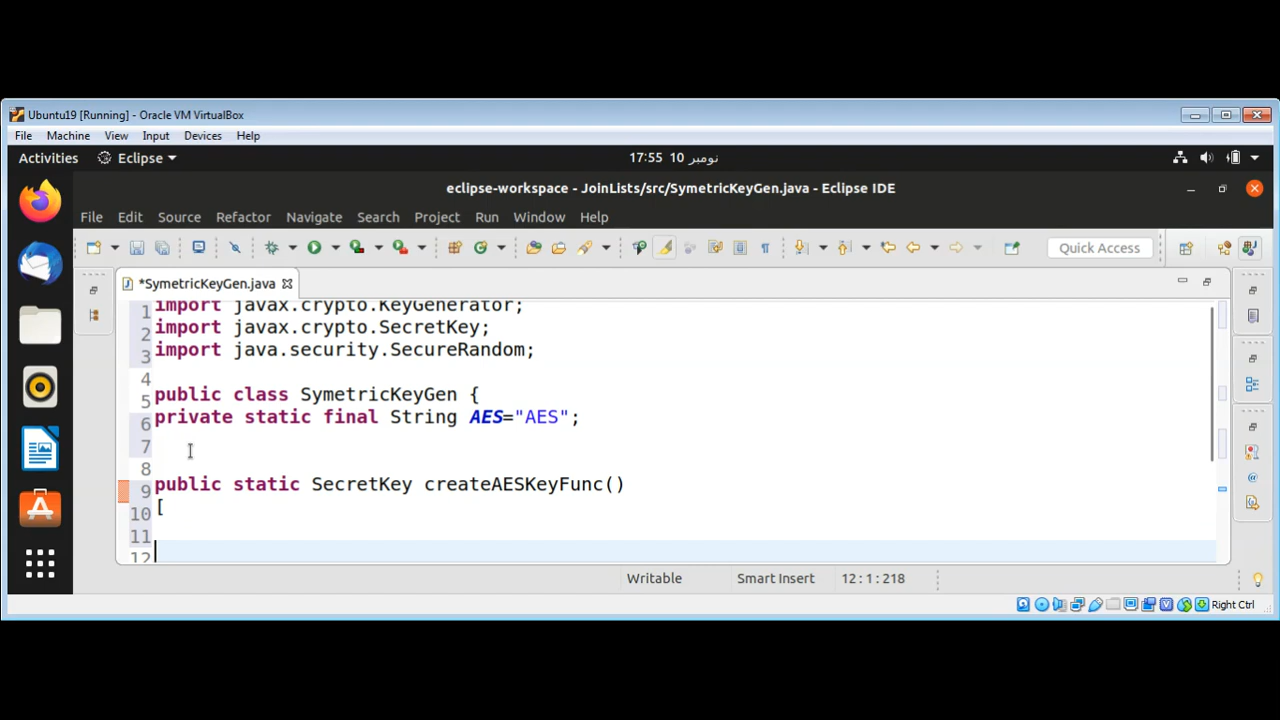 Ubuntu19 [Running] - Oracle VM VirtualBox
File Machine View Input Devices Help
Activities Eclipse 17:55 10 نومبر
eclipse-workspace - JoinLists/src/SymetricKeyGen.java - Eclipse IDE
File Edit Source Refactor Navigate Search Project Run Window Help
Quick Access
*SymetricKeyGen.java
1 import javax.crypto.KeyGenerator;
2 import javax.crypto.SecretKey;
3 import java.security.SecureRandom;
4
5 public class SymetricKeyGen {
6 private static final String AES="AES";
7
8
9 public static SecretKey createAESKeyFunc()
10 [
11
12
Writable Smart Insert 12 : 1 : 218
Right Ctrl